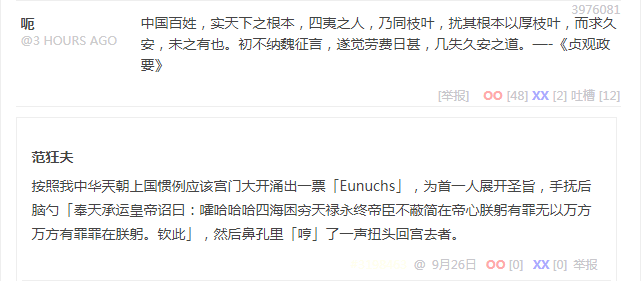 3976081
呃
@3 HOURS AGO
中国百姓，实天下之根本，四夷之人，乃同枝叶，扰其根本以厚枝叶，而求久
安，未之有也。初不纳魏征言，遂觉劳费日甚，几失久安之道。—-《贞观政
要》
[举报] OO [48] XX [2] 吐槽 [12]
范狂夫
按照我中华天朝上国惯例应该宫门大开涌出一票「Eunuchs」，为首一人展开圣旨，手抚后
脑勺「奉天承运皇帝诏曰：嚯哈哈哈四海困穷天禄永终帝臣不蔽简在帝心朕躬有罪无以万方
万方有罪罪在朕躬。钦此」，然后鼻孔里「哼」了一声扭头回宫去者。
@ 9月26日 OO [0] XX [0] 举报